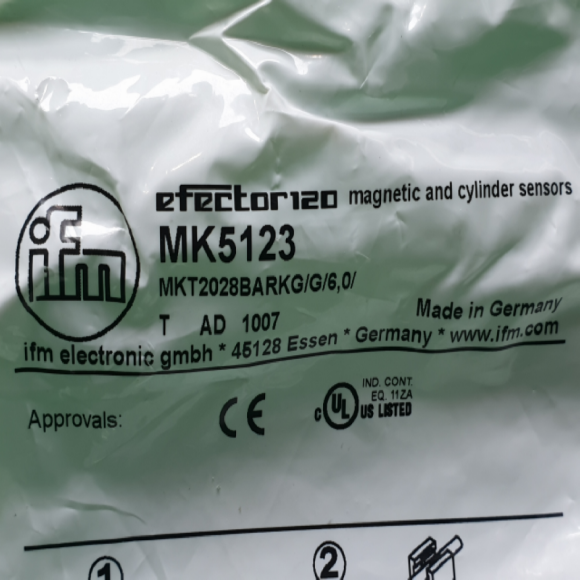 efector120 magnetic and cylinder sensors
ifm
MK5123
MKT2028BARKG/G/6,0/
T AD 1007
Made in Germany
ifm electronic gmbh * 45128 Essen * Germany * www.ifm.com
Approvals: CE
IND. CONT.
EQ. 11ZA
c UL US LISTED
1 2